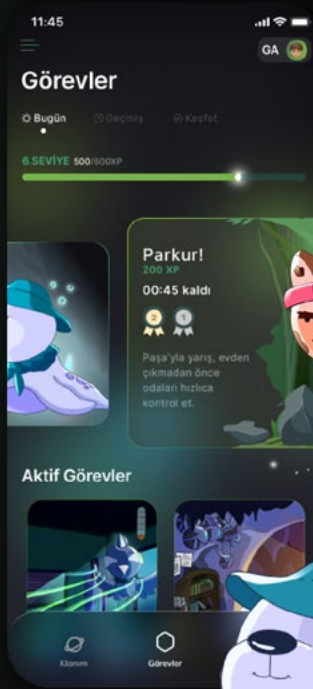 11:45
GA
Görevler
Bugün Geçmiş Keşfet
6.SEVİYE 500/600XP
Parkur!
200 XP
00:45 kaldı
2 1
Paşa'yla yarış, evden
çıkmadan önce
odaları hızlıca
kontrol et.
Aktif Görevler
Klanım Görevler